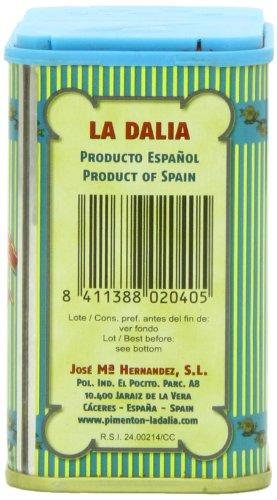 LA DALIA
PRODUCTO ESPAÑOL
PRODUCT OF SPAIN
8 411388 020405
Lote / Cons. pref. antes del fin de:
ver fondo
Lot / Best before:
see bottom
JOSÉ Mª HERNANDEZ, S.L.
POL. IND. EL POCITO. PARC. A8
10.400 JARAIZ DE LA VERA
CÁCERES - ESPAÑA - SPAIN
www.pimenton-ladalia.com
R.S.I. 24.00214/CC